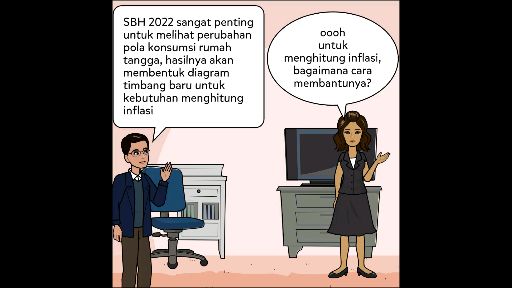 SBH 2022 sangat penting
untuk melihat perubahan
pola konsumsi rumah
tangga, hasilnya akan
membentuk diagram
timbang baru untuk
kebutuhan menghitung
inflasi
oooh
untuk
menghitung inflasi,
bagaimana cara
membantunya?